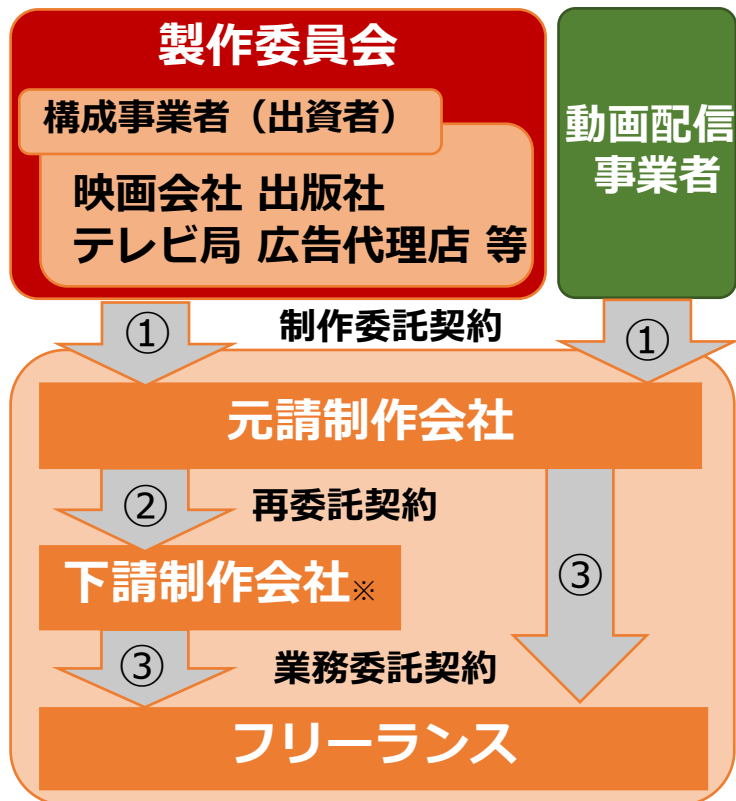 製作委員会
構成事業者（出資者）
映画会社 出版社
テレビ局 広告代理店 等
動画配信
事業者
①
制作委託契約
①
元請制作会社
②
再委託契約
③
下請制作会社※
③
業務委託契約
フリーランス